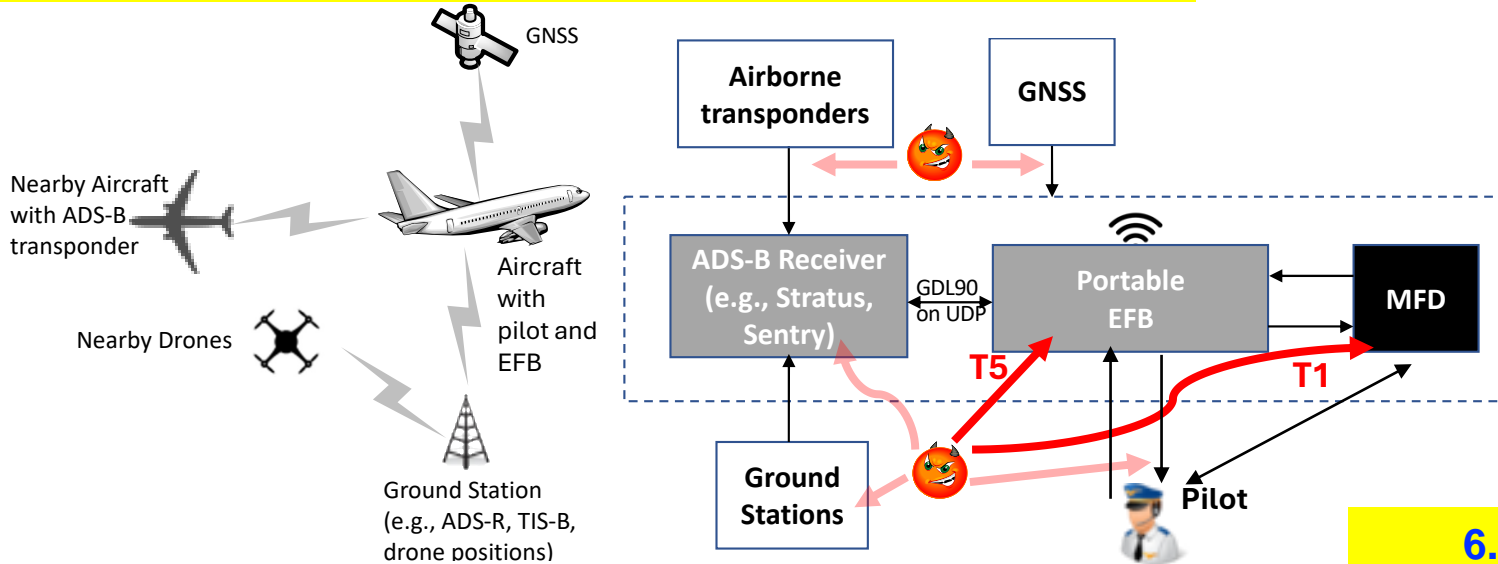 GNSS
Nearby Aircraft
with ADS-B
transponder
Aircraft
with
pilot and
EFB
Nearby Drones
Ground Station
(e.g., ADS-R, TIS-B,
drone positions)
Airborne
transponders
GNSS
ADS-B Receiver
(e.g., Stratus,
Sentry)
GDL90
on UDP
Portable
EFB
MFD
T5
T1
Ground
Stations
Pilot
6.